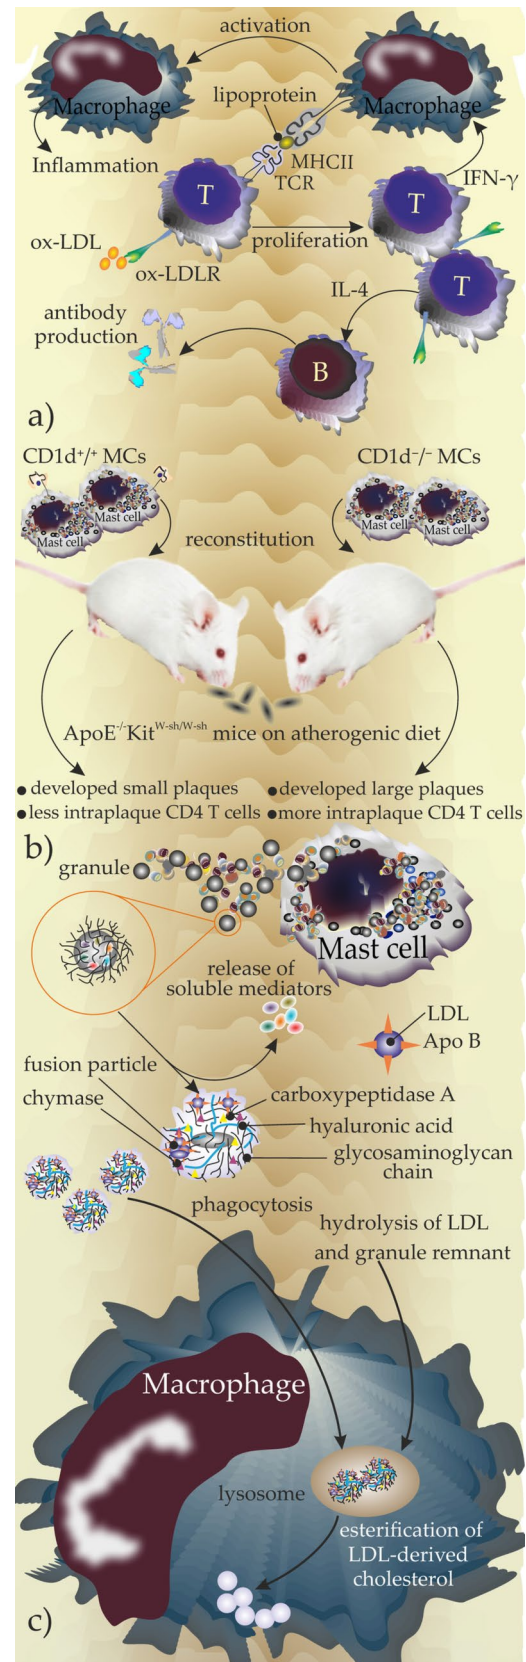 activation
Macrophage
Macrophage
lipoprotein
Inflammation
MHCII
TCR
IFN-γ
T
T
ox-LDL
proliferation
ox-LDLR
T
IL-4
antibody
production
B
a)
CD1d+/+ MCs
CD1d-/- MCs
Mast cell
Mast cell
Mast cell
Mast cell
reconstitution
ApoE-/-KitW-sh/W-sh mice on atherogenic diet
● developed small plaques
● less intraplaque CD4 T cells
● developed large plaques
● more intraplaque CD4 T cells
b)
granule
Mast cell
release of
soluble mediators
LDL
Apo B
fusion particle
chymase
carboxypeptidase A
hyaluronic acid
glycosaminoglycan
chain
phagocytosis
hydrolysis of LDL
and granule remnant
Macrophage
lysosome
esterification of
LDL-derived
cholesterol
c)